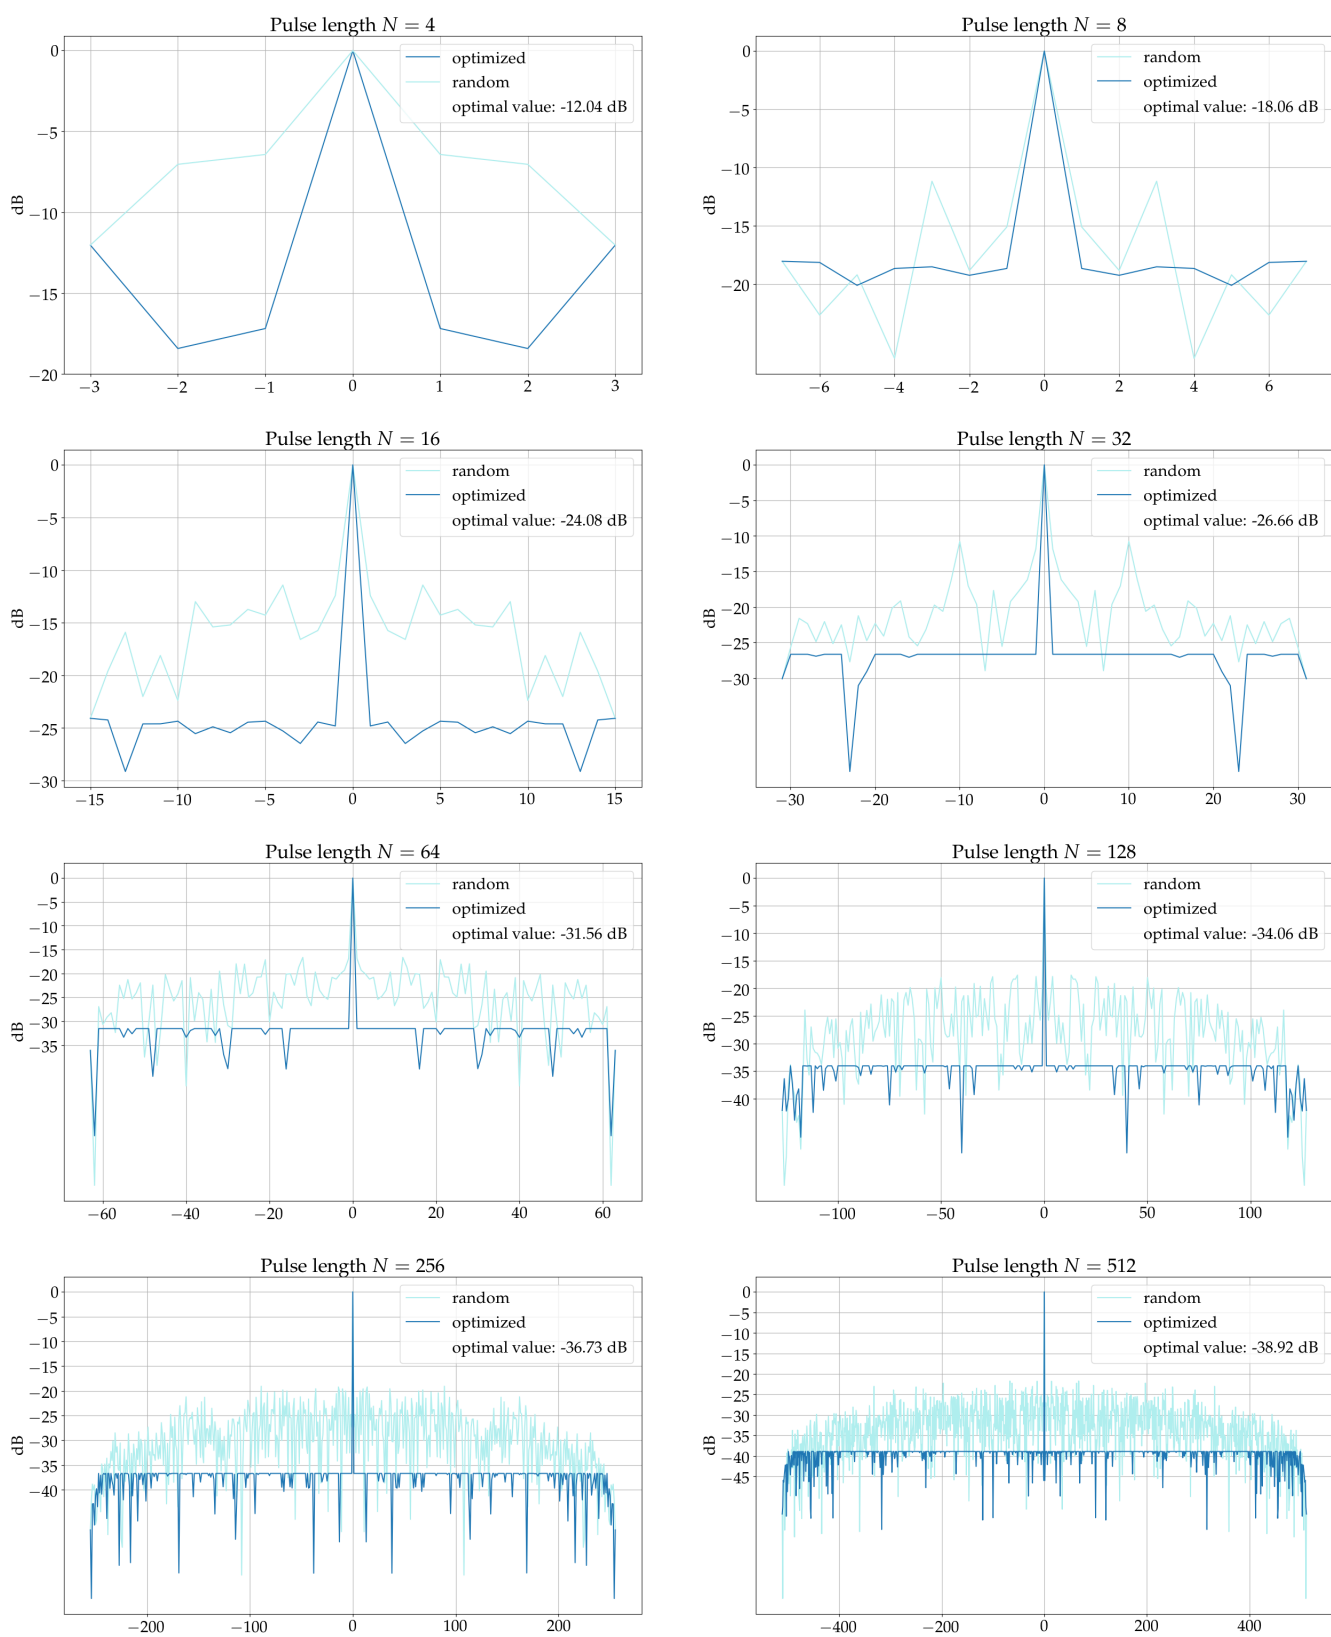 Pulse length N = 4
optimized
random
optimal value: -12.04 dB
dB
0
−5
−10
−15
−20
−3 −2 −1 0 1 2 3
Pulse length N = 8
random
optimized
optimal value: -18.06 dB
dB
0
−5
−10
−15
−20
−6 −4 −2 0 2 4 6
Pulse length N = 16
random
optimized
optimal value: -24.08 dB
dB
0
−5
−10
−15
−20
−25
−30
−15 −10 −5 0 5 10 15
Pulse length N = 32
random
optimized
optimal value: -26.66 dB
dB
0
−5
−10
−15
−20
−25
−30
−30 −20 −10 0 10 20 30
Pulse length N = 64
random
optimized
optimal value: -31.56 dB
dB
0
−5
−10
−15
−20
−25
−30
−35
−60 −40 −20 0 20 40 60
Pulse length N = 128
random
optimized
optimal value: -34.06 dB
dB
0
−5
−10
−15
−20
−25
−30
−35
−40
−100 −50 0 50 100
Pulse length N = 256
random
optimized
optimal value: -36.73 dB
dB
0
−5
−10
−15
−20
−25
−30
−35
−40
−200 −100 0 100 200
Pulse length N = 512
random
optimized
optimal value: -38.92 dB
dB
0
−5
−10
−15
−20
−25
−30
−35
−40
−45
−400 −200 0 200 400